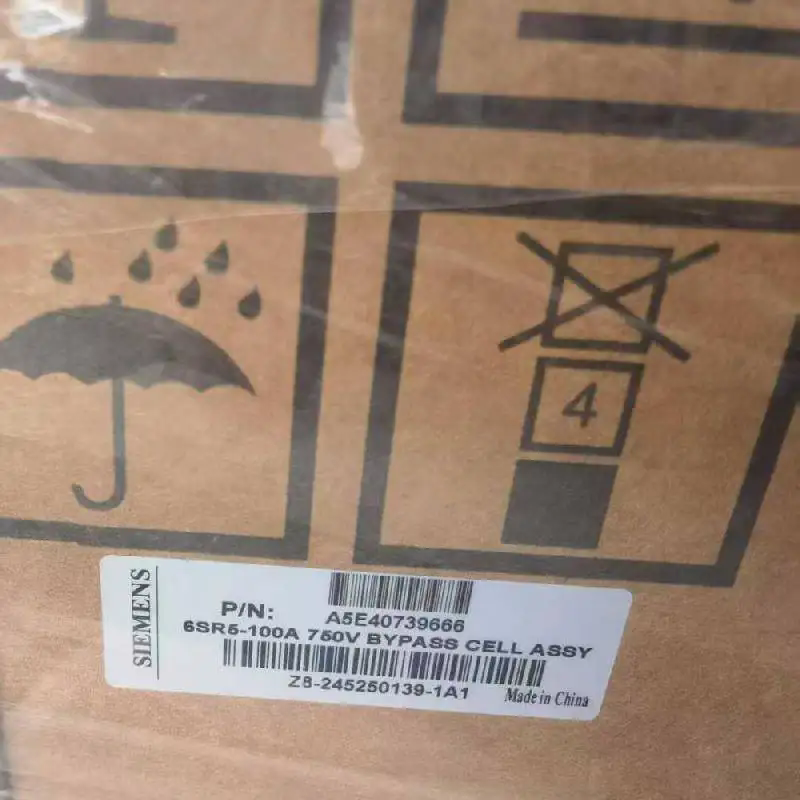 4
SIEMENS
P/N: A5E40739666
6SR5-100A 750V BYPASS CELL ASSY
Z8-245250139-1A1
Made in China